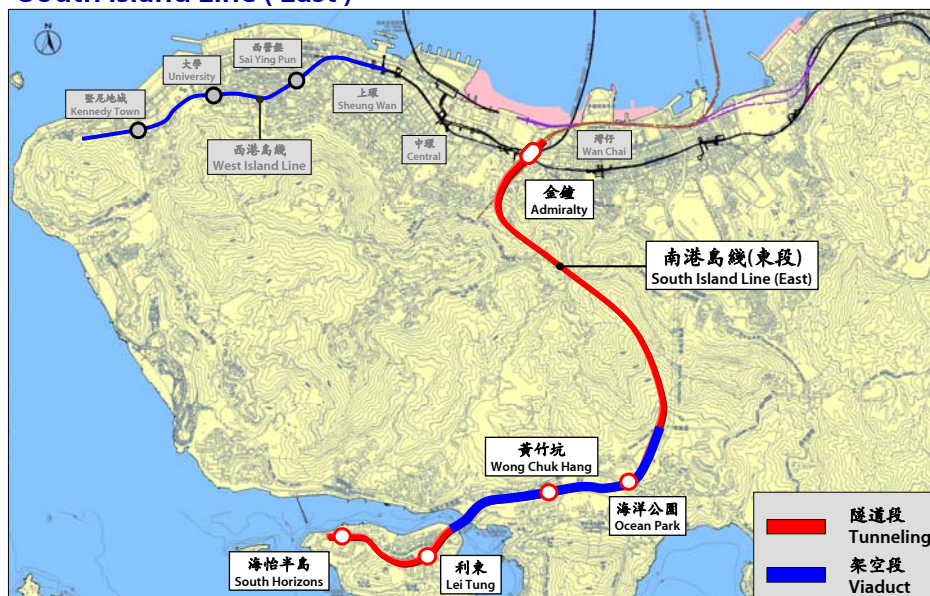 South Island Line ( East )
西營盤
Sai Ying Pun
大學
University
堅尼地城
Kennedy Town
上環
Sheung Wan
西港島綫
West Island Line
中環
Central
灣仔
Wan Chai
金鐘
Admiralty
南港島綫(東段)
South Island Line (East)
黃竹坑
Wong Chuk Hang
海洋公園
Ocean Park
海怡半島
South Horizons
利東
Lei Tung
隧道段
Tunneling
架空段
Viaduct